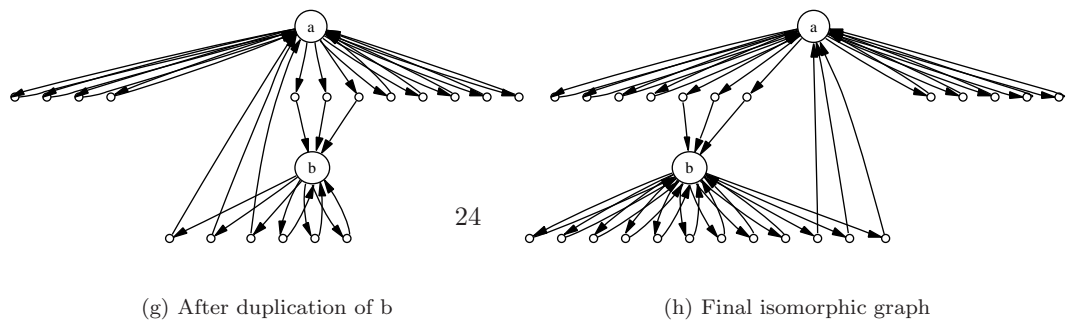 a
a
b
b
24
(g) After duplication of b
(h) Final isomorphic graph